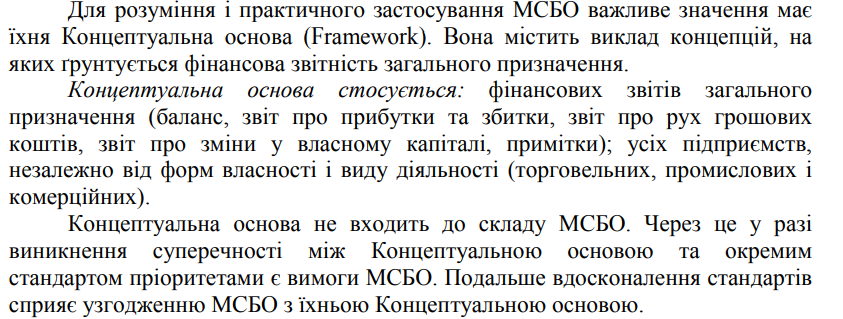 Для розуміння і практичного застосування МСБО важливе значення має
їхня Концептуальна основа (Framework). Вона містить виклад концепцій, на
яких ґрунтується фінансова звітність загального призначення.
Концептуальна основа стосується: фінансових звітів загального
призначення (баланс, звіт про прибутки та збитки, звіт про рух грошових
коштів, звіт про зміни у власному капіталі, примітки); усіх підприємств,
незалежно від форм власності і виду діяльності (торговельних, промислових і
комерційних).
Концептуальна основа не входить до складу МСБО. Через це у разі
виникнення суперечності між Концептуальною основою та окремим
стандартом пріоритетами є вимоги МСБО. Подальше вдосконалення стандартів
сприяє узгодженню МСБО з їхньою Концептуальною основою.